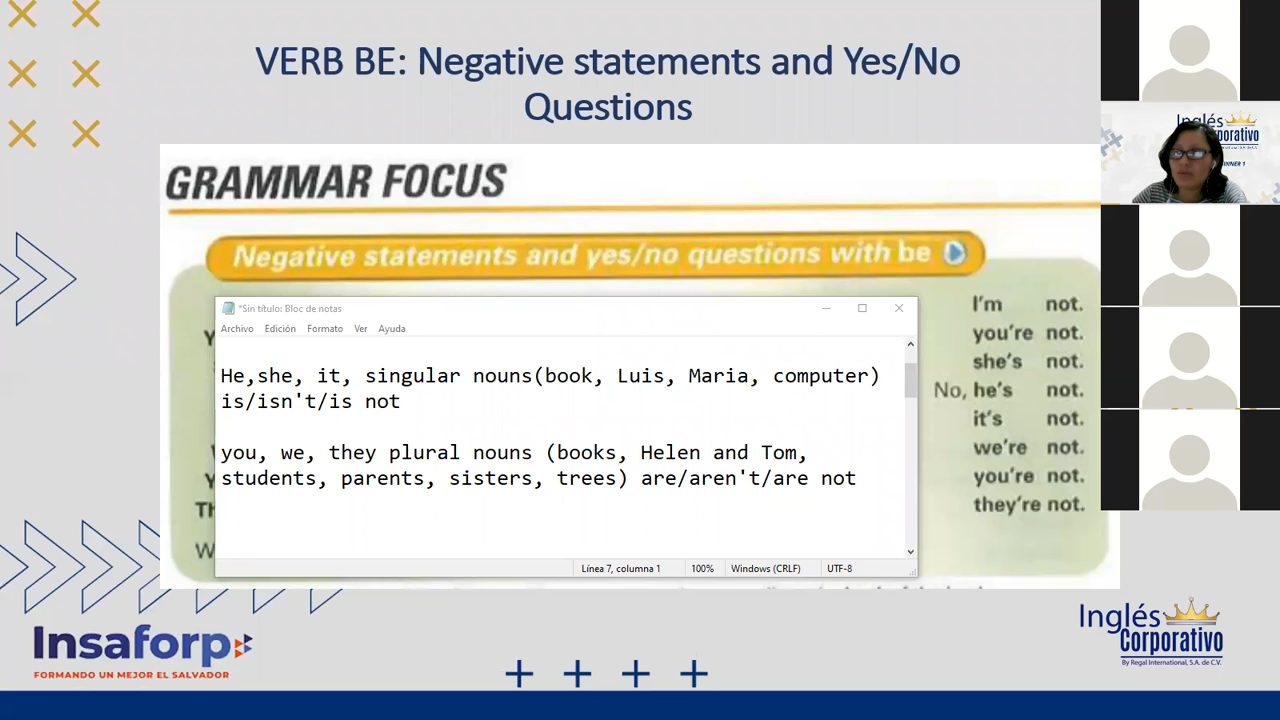 VERB BE: Negative statements and Yes/No
Questions
GRAMMAR FOCUS
Negative statements and yes/no questions with be
*Sin título: Bloc de notas
Archivo Edición Formato Ver Ayuda
He,she, it, singular nouns(book, Luis, Maria, computer)
is/isn't/is not
you, we, they plural nouns (books, Helen and Tom,
students, parents, sisters, trees) are/aren't/are not
Línea 7, columna 1 100% Windows (CRLF) UTF-8
I'm not.
you're not.
she's not.
No, he's not.
it's not.
we're not.
you're not.
they're not.
Inglés
Insaforp
FORMANDO UN MEJOR EL SALVADOR
Inglés
Corporativo
By Regal International, S.A. de C.V.